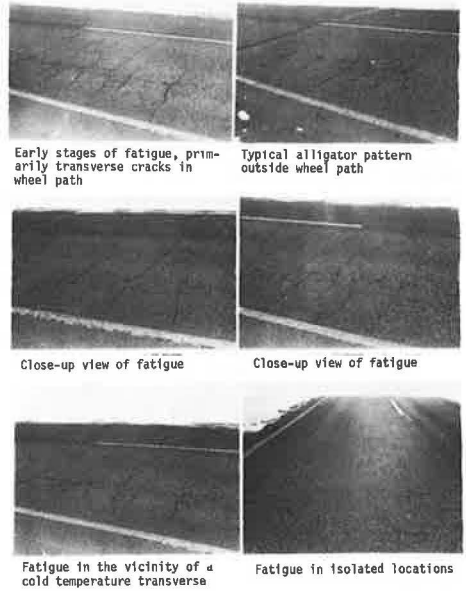 Early stages of fatigue, prim-
arily transverse cracks in
wheel path
Typical alligator pattern
outside wheel path
Close-up view of fatigue
Close-up view of fatigue
Fatigue in the vicinity of a
cold temperature transverse
Fatigue in isolated locations